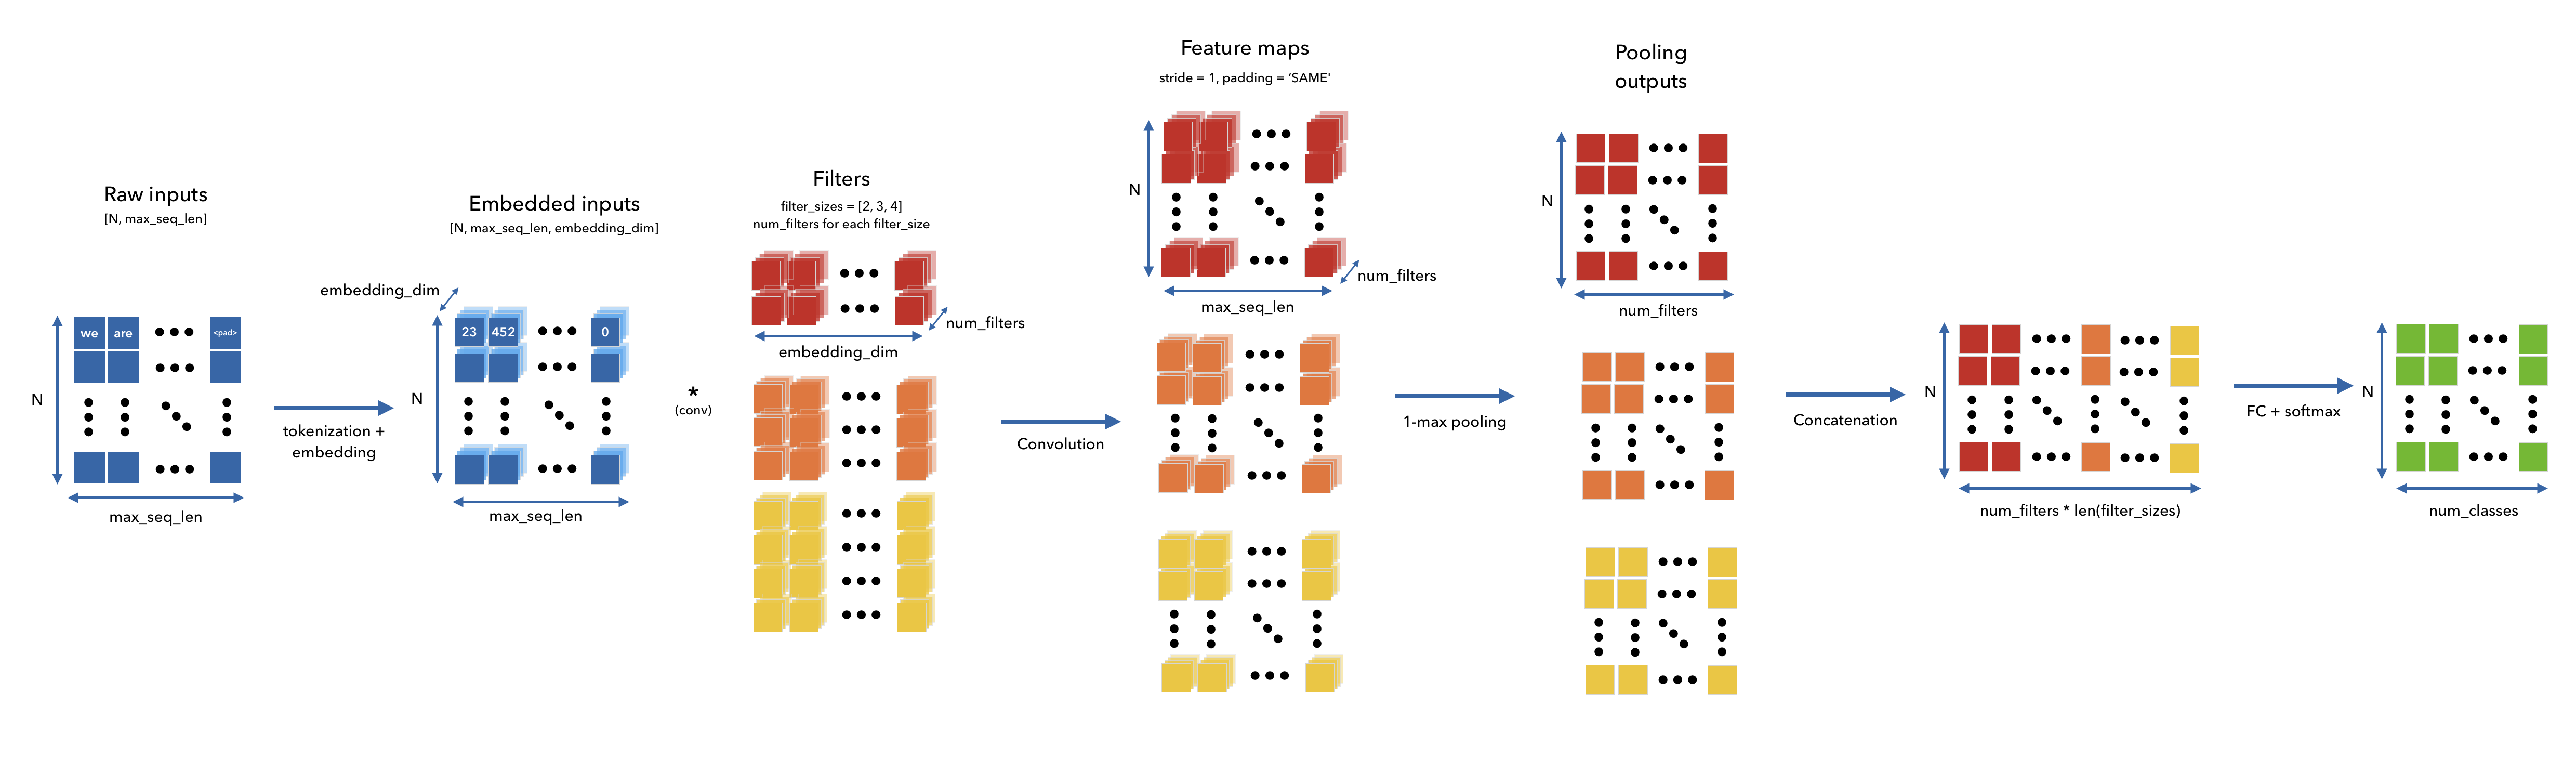 Raw inputs
[N, max_seq_len]
we are <pad>
N
max_seq_len
tokenization +
embedding
Embedded inputs
[N, max_seq_len, embedding_dim]
embedding_dim
23 452 0
N
max_seq_len
*
(conv)
Filters
filter_sizes = [2, 3, 4]
num_filters for each filter_size
num_filters
embedding_dim
Convolution
Feature maps
stride = 1, padding = ‘SAME'
N
num_filters
max_seq_len
1-max pooling
Pooling
outputs
N
num_filters
Concatenation
N
num_filters * len(filter_sizes)
FC + softmax
N
num_classes